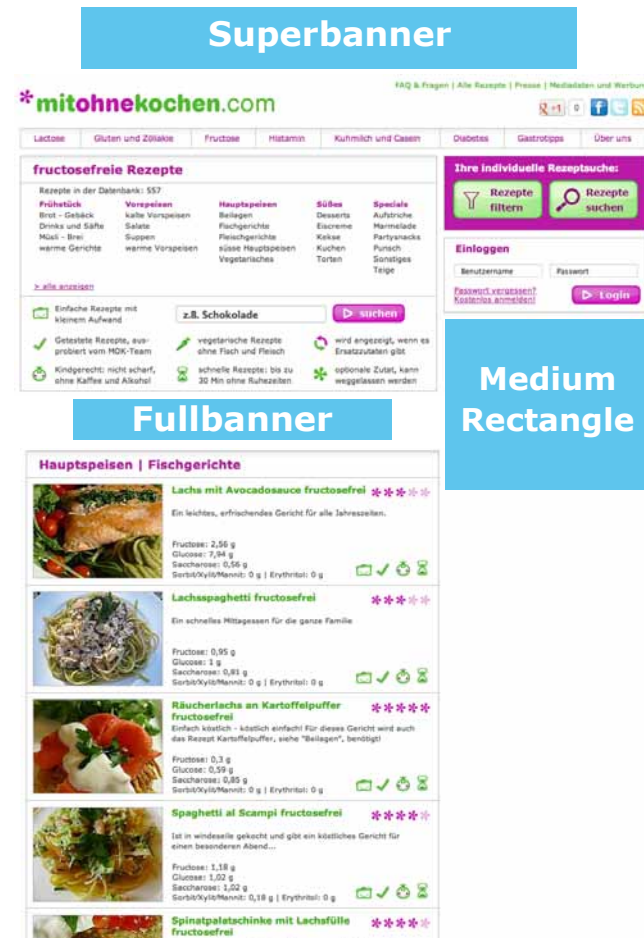 Superbanner
FAQ & Fragen | Alle Rezepte | Presse | Mediadaten und Werbung
*mitohnekochen.com
+1 0
Lactose Gluten und Zöliakie Fructose Histamin Kuhmilch und Casein Diabetes Gastrotipps Über uns
fructosefreie Rezepte
Rezepte in der Datenbank: 557
Frühstück Vorspeisen Hauptspeisen Süßes Specials
Brot - Gebäck kalte Vorspeisen Beilagen Desserts Aufstriche
Drinks und Säfte Salate Fischgerichte Eiscreme Marmelade
Müsli - Brei Suppen Fleischgerichte Kekse Partysnacks
warme Gerichte warme Vorspeisen süsse Hauptspeisen Kuchen Punsch
Vegetarisches Torten Sonstiges
Teige
> alle anzeigen
Einfache Rezepte mit
kleinem Aufwand
z.B. Schokolade
suchen
Getestete Rezepte, aus-
probiert vom MOK-Team
vegetarische Rezepte
ohne Fisch und Fleisch
wird angezeigt, wenn es
Ersatzzutaten gibt
Kindgerecht: nicht scharf,
ohne Kaffee und Alkohol
schnelle Rezepte: bis zu
30 Min ohne Ruhezeiten
optionale Zutat, kann
weggelassen werden
Ihre individuelle Rezeptsuche:
Rezepte
filtern
Rezepte
suchen
Einloggen
Benutzername Passwort
Passwort vergessen?
Kostenlos anmelden!
Login
Medium
Rectangle
Fullbanner
Hauptspeisen | Fischgerichte
Lachs mit Avocadosauce fructosefrei
Ein leichtes, erfrischendes Gericht für alle Jahreszeiten.
Fructose: 2,56 g
Glucose: 7,94 g
Saccharose: 0,56 g
Sorbit/Xylit/Mannit: 0 g | Erythritol: 0 g
Lachsspaghetti fructosefrei
Ein schnelles Mittagessen für die ganze Familie
Fructose: 0,95 g
Glucose: 1 g
Saccharose: 0,81 g
Sorbit/Xylit/Mannit: 0 g | Erythritol: 0 g
Räucherlachs an Kartoffelpuffer
fructosefrei
Einfach köstlich - köstlich einfach! Für dieses Gericht wird auch
das Rezept Kartoffelpuffer, siehe "Beilagen", benötigt!
Fructose: 0,3 g
Glucose: 0,59 g
Saccharose: 0,85 g
Sorbit/Xylit/Mannit: 0 g | Erythritol: 0 g
Spaghetti al Scampi fructosefrei
Ist in windeseile gekocht und gibt ein köstliches Gericht für
einen besonderen Abend...
Fructose: 1,18 g
Glucose: 1,02 g
Saccharose: 1,02 g
Sorbit/Xylit/Mannit: 0,18 g | Erythritol: 0 g
Spinatpalatschinke mit Lachsfülle
fructosefrei